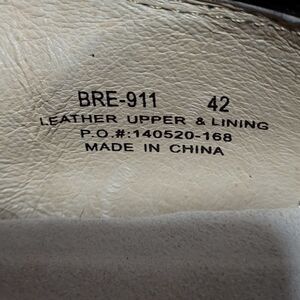 BRE-911 42
LEATHER UPPER & LINING
P.O.#:140520-168
MADE IN CHINA